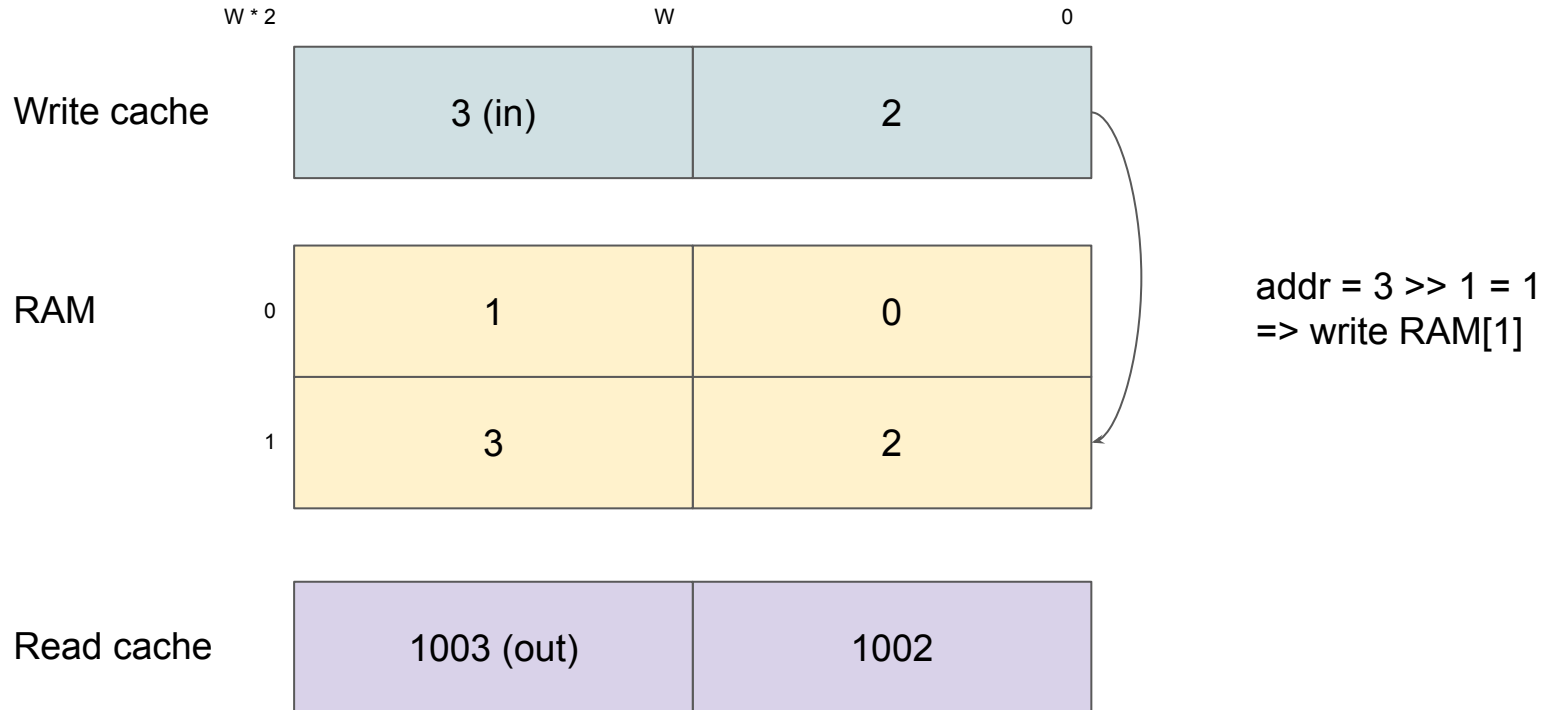 W * 2 W 0
Write cache 3 (in) 2
RAM 0 1 0
1 3 2
addr = 3 >> 1 = 1
=> write RAM[1]
Read cache 1003 (out) 1002